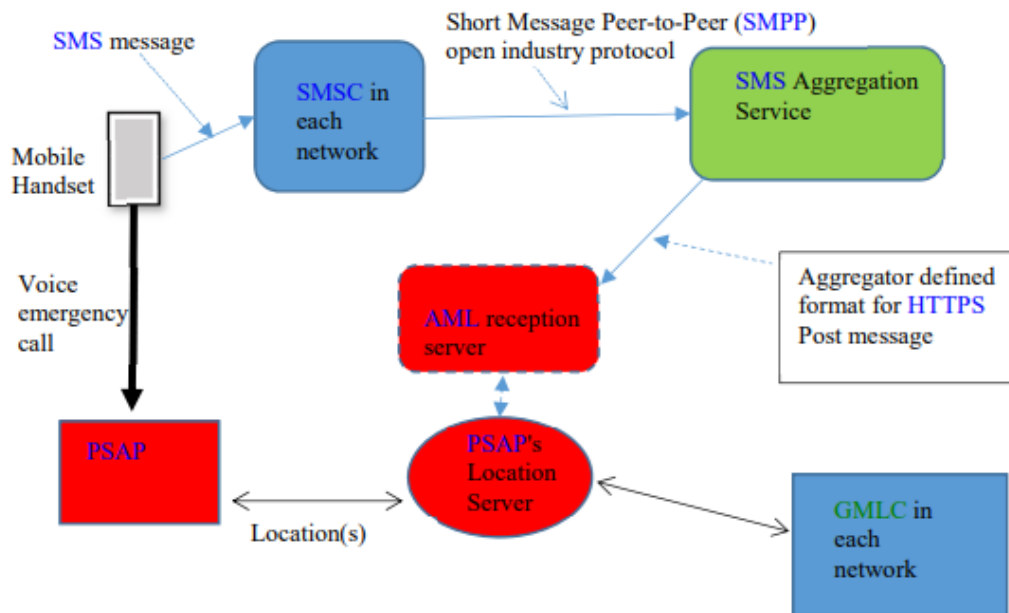 SMS message
Short Message Peer-to-Peer (SMPP)
open industry protocol
SMSC in
each
network
SMS Aggregation
Service
Mobile
Handset
Voice
emergency
call
Aggregator defined
format for HTTPS
Post message
AML reception
server
PSAP
PSAP's
Location
Server
Location(s)
GMLC in
each
network